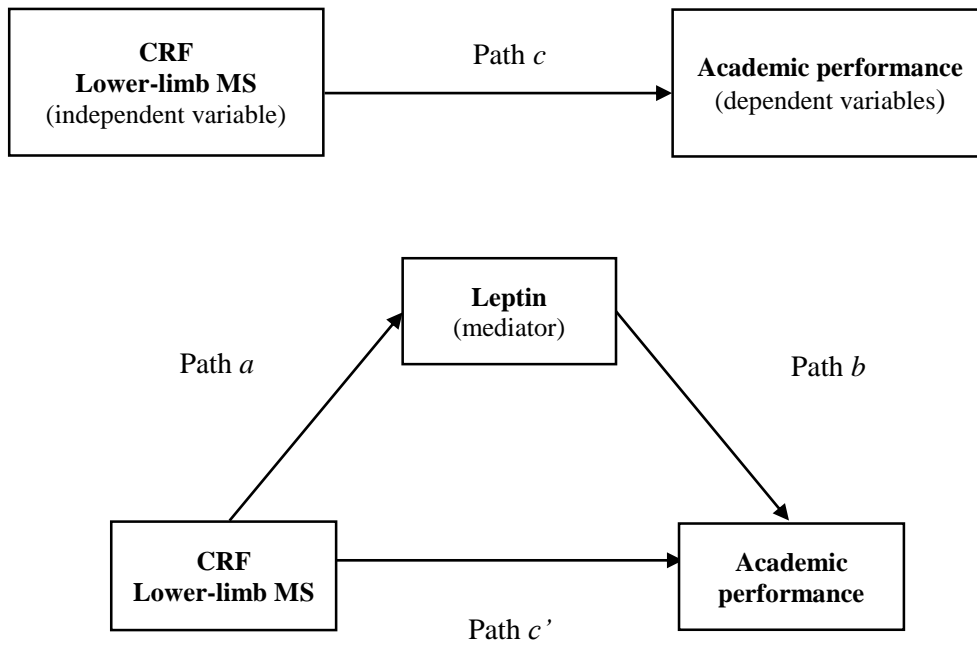 CRF
Lower-limb MS
(independent variable)
Path c
Academic performance
(dependent variables)
Leptin
(mediator)
Path a
Path b
CRF
Lower-limb MS
Academic
performance
Path c’